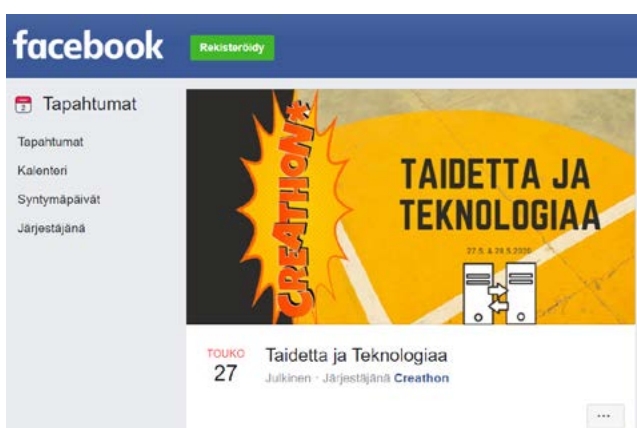 facebook
Rekisteröidy
2
Tapahtumat
Tapahtumat
Kalenteri
Syntymäpäivät
Järjestäjänä
CREATHON*
TAIDETTA JA
TEKNOLOGIAA
27.5. & 28.5.2020
TOUKO
27
Taidetta ja Teknologiaa
Julkinen · Järjestäjänä Creathon
...